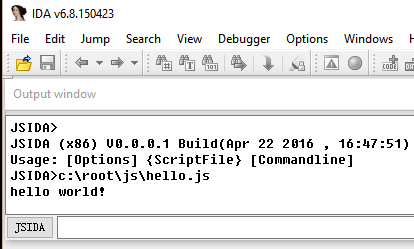 IDA v6.8.150423
File Edit Jump Search View Debugger Options Windows
Output window
JSIDA>
JSIDA (x86) V0.0.0.1 Build(Apr 22 2016 , 16:47:51)
Usage: [Options] {ScriptFile} [Commandline]
JSIDA>c:\root\js\hello.js
hello world!
JSIDA